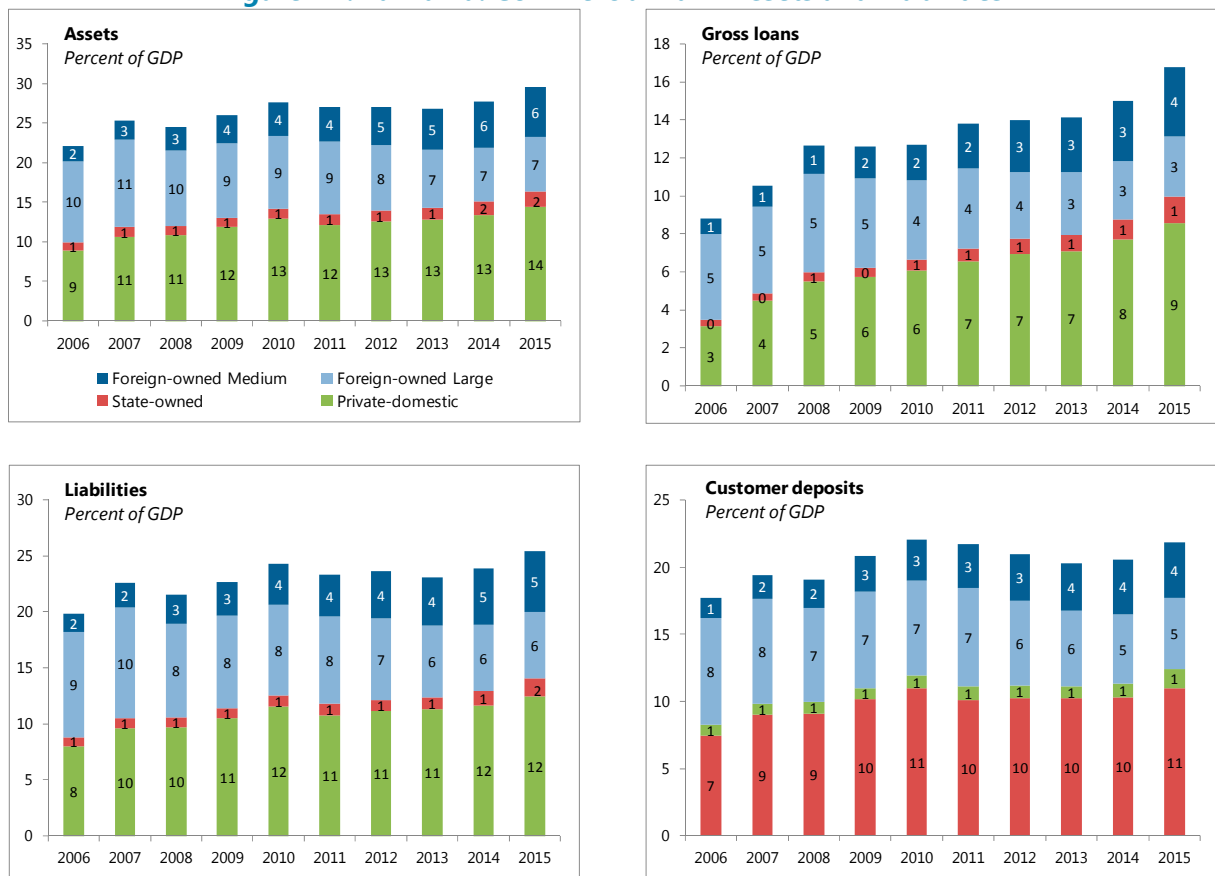 Assets
Percent of GDP
35
30
25
20
15
10
5
0
2 3 3 4 4 4 5 5 6 6
10 11 10 9 9 9 8 7 7 7
1 1 1 1 1 1 1 1 2 2
9 11 11 12 13 12 13 13 13 14
2006 2007 2008 2009 2010 2011 2012 2013 2014 2015
Foreign-owned Medium Foreign-owned Large
State-owned Private-domestic
Gross loans
Percent of GDP
18
16
14
12
10
8
6
4
2
0
1 1 1 2 2 2 3 3 3 4
5 5 5 5 4 4 4 3 3 3
0 0 1 0 1 1 1 1 1 1
3 4 5 6 6 7 7 7 8 9
2006 2007 2008 2009 2010 2011 2012 2013 2014 2015
Liabilities
Percent of GDP
30
25
20
15
10
5
0
2 2 3 3 4 4 4 4 5 5
9 10 8 8 8 8 7 6 6 6
1 1 1 1 1 1 1 1 1 2
8 10 10 11 12 11 11 11 12 12
2006 2007 2008 2009 2010 2011 2012 2013 2014 2015
Customer deposits
Percent of GDP
25
20
15
10
5
0
1 2 2 3 3 3 3 4 4 4
8 8 7 7 7 7 6 6 5 5
1 1 1 1 1 1 1 1 1 1
7 9 9 10 11 10 10 10 10 11
2006 2007 2008 2009 2010 2011 2012 2013 2014 2015